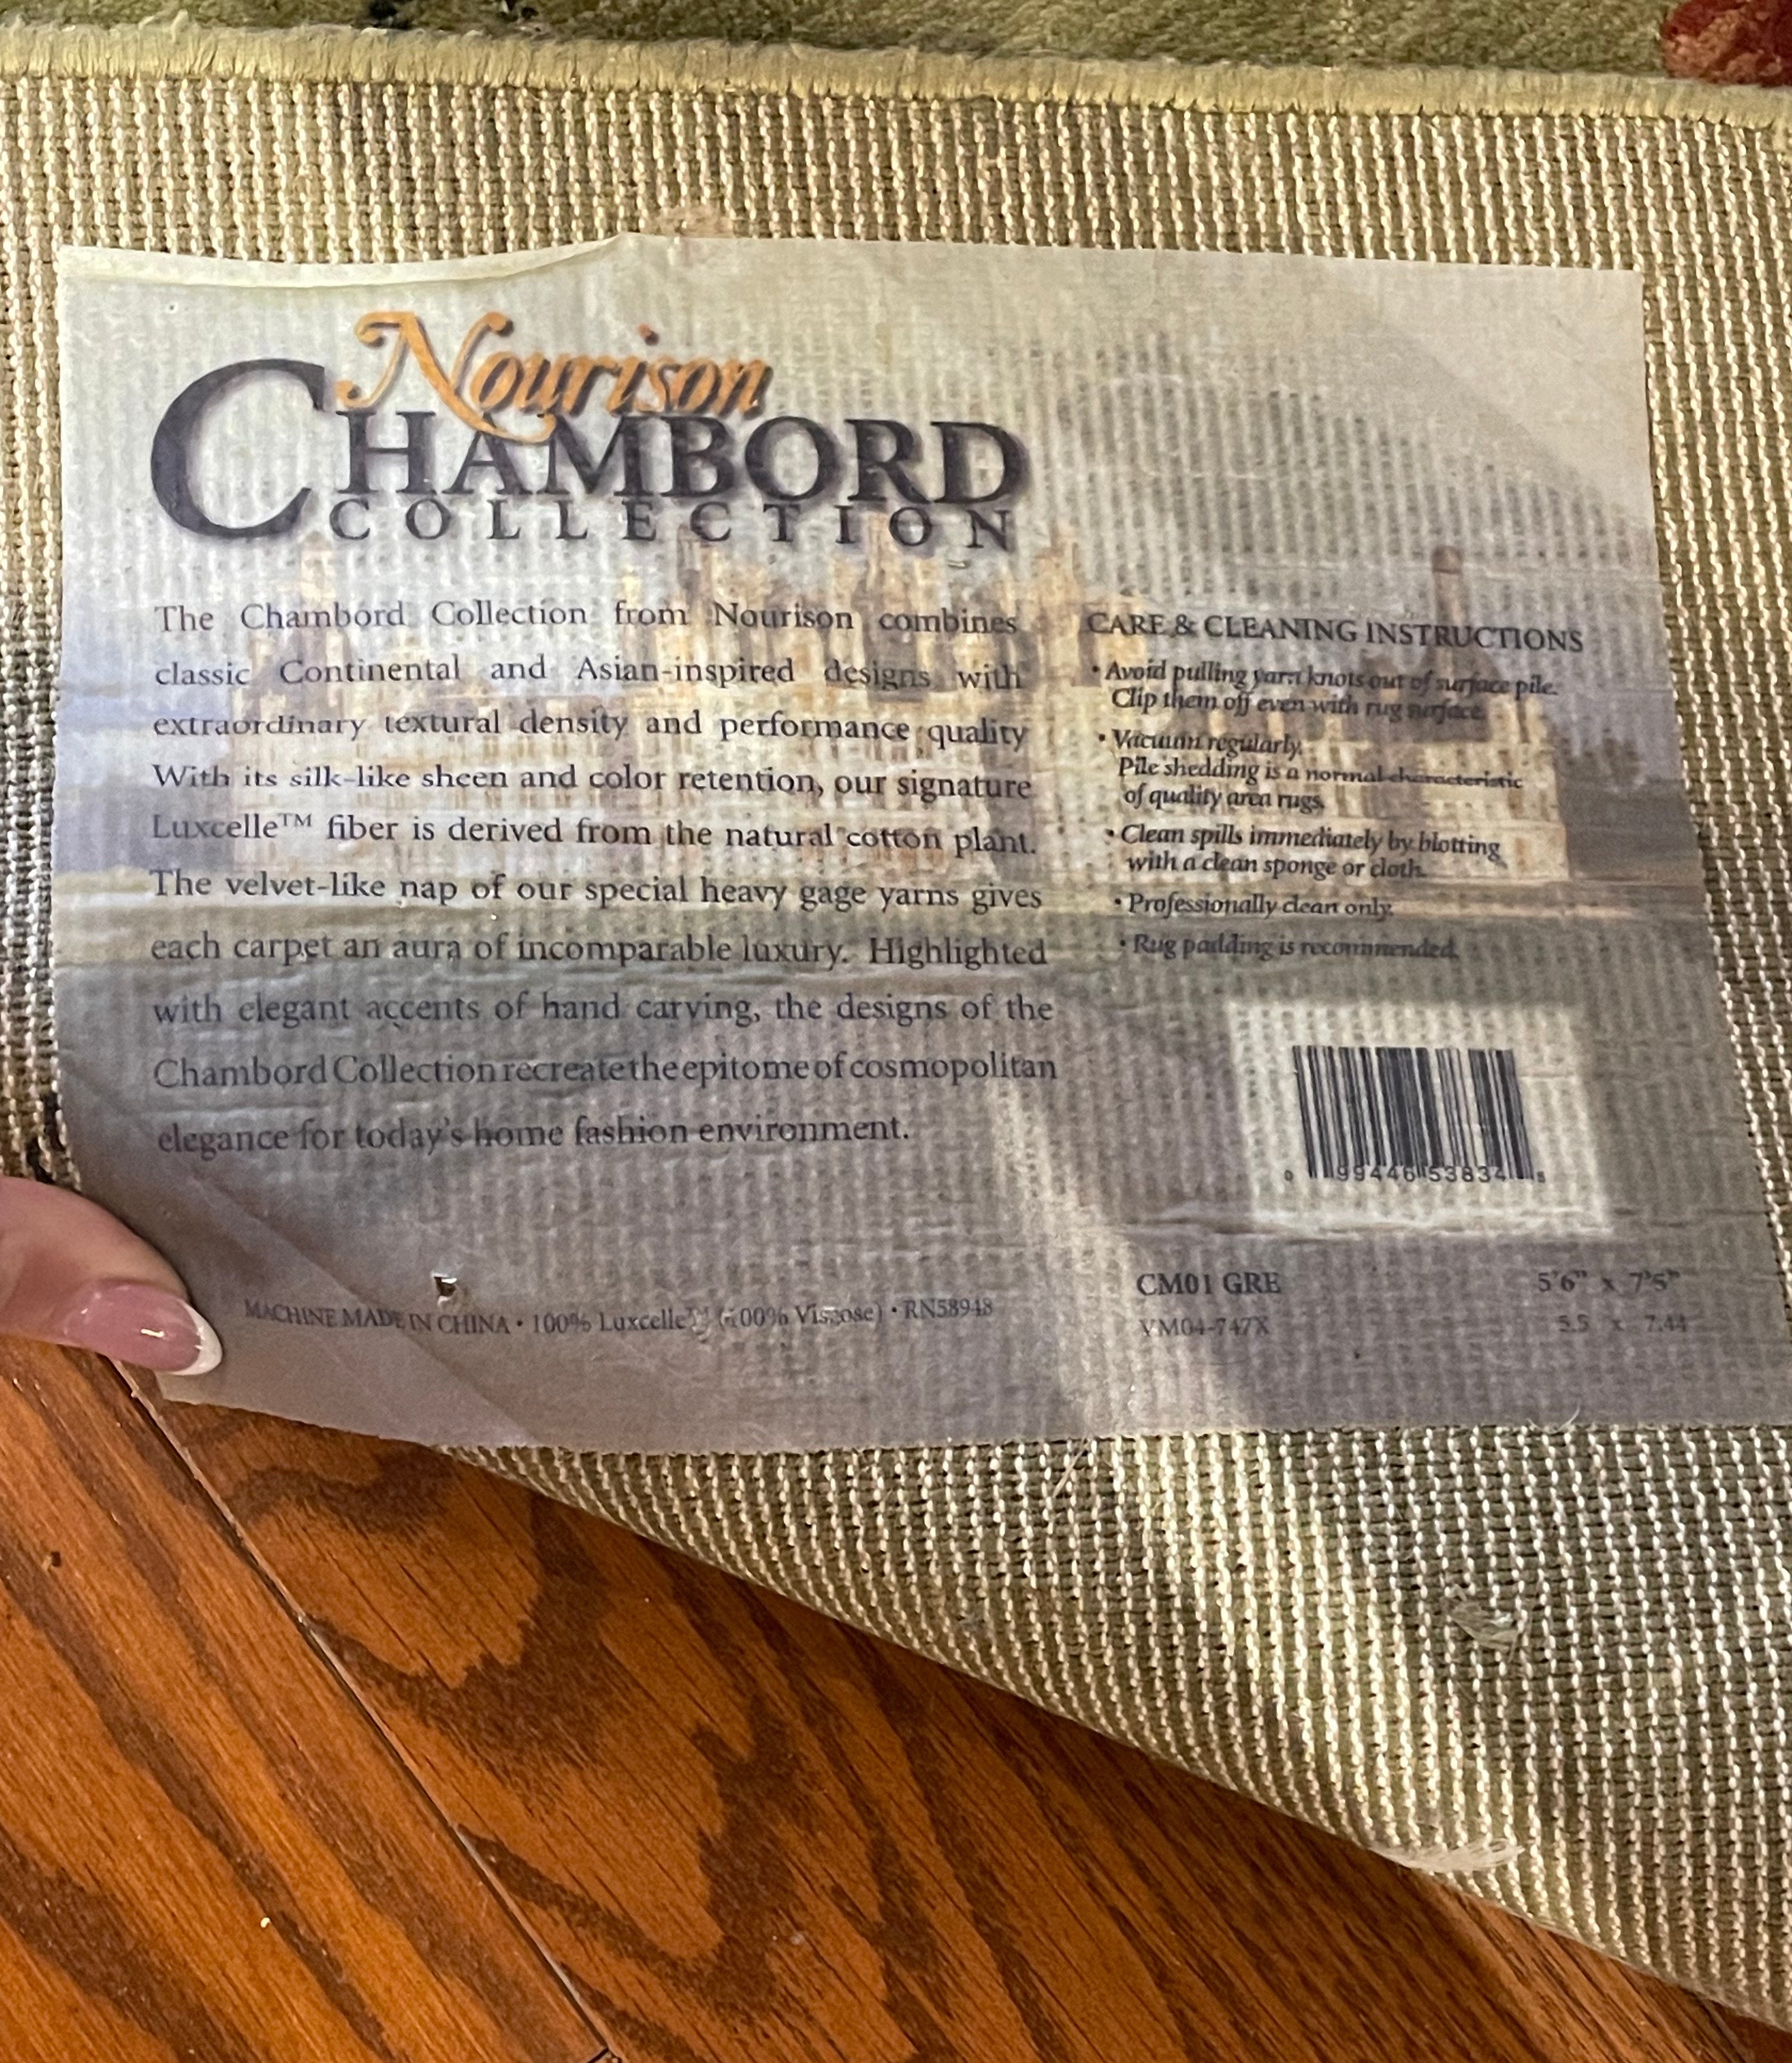 Nourison
CHAMBORD
COLLECTION
The Chambord Collection from Nourison combines
classic Continental and Asian-inspired designs with
extraordinary textural density and performance quality
With its silk-like sheen and color retention, our signature
Luxcelle™ fiber is derived from the natural cotton plant.
The velvet-like nap of our special heavy gage yarns gives
each carpet an aura of incomparable luxury. Highlighted
with elegant accents of hand carving, the designs of the
Chambord Collection recreate the epitome of cosmopolitan
elegance for today's home fashion environment.
MACHINE MADE IN CHINA • 100% Luxcelle™ (100% Viscose) • RN58948
CARE & CLEANING INSTRUCTIONS
• Avoid pulling yarn knots out of surface pile.
Clip them off even with rug surface.
• Vacuum regularly.
Pile shedding is a normal characteristic
of quality area rugs.
• Clean spills immediately by blotting
with a clean sponge or cloth.
• Professionally clean only.
• Rug padding is recommended.
0 99446 53834 5
CM01 GRE 5'6" x 7'5"
VM04-747X 5.5 x 7.44